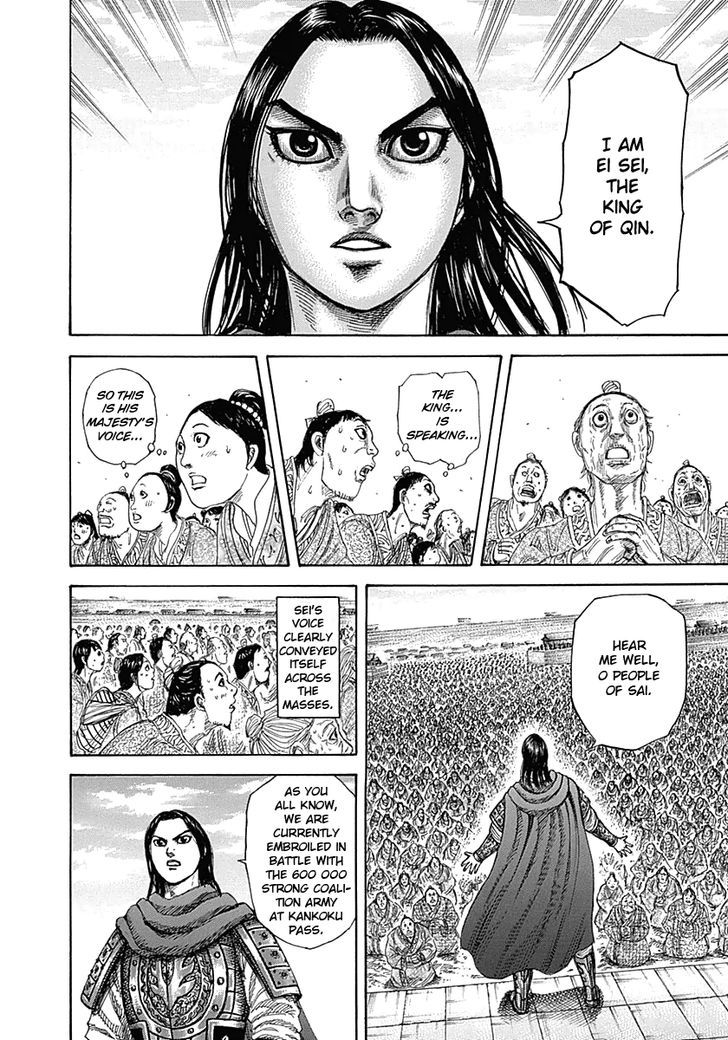 I AM
EI SEI,
THE
KING
OF QIN.
THE
KING...
IS
SPEAKING...
SO THIS
IS HIS
MAJESTY'S
VOICE...
HEAR
ME WELL,
O PEOPLE
OF SAI.
SEI'S
VOICE
CLEARLY
CONVEYED
ITSELF
ACROSS
THE
MASSES.
AS YOU
ALL KNOW,
WE ARE
CURRENTLY
EMBROILED IN
BATTLE WITH
THE 600 000
STRONG COALI-
TION ARMY
AT KANKOKU
PASS.